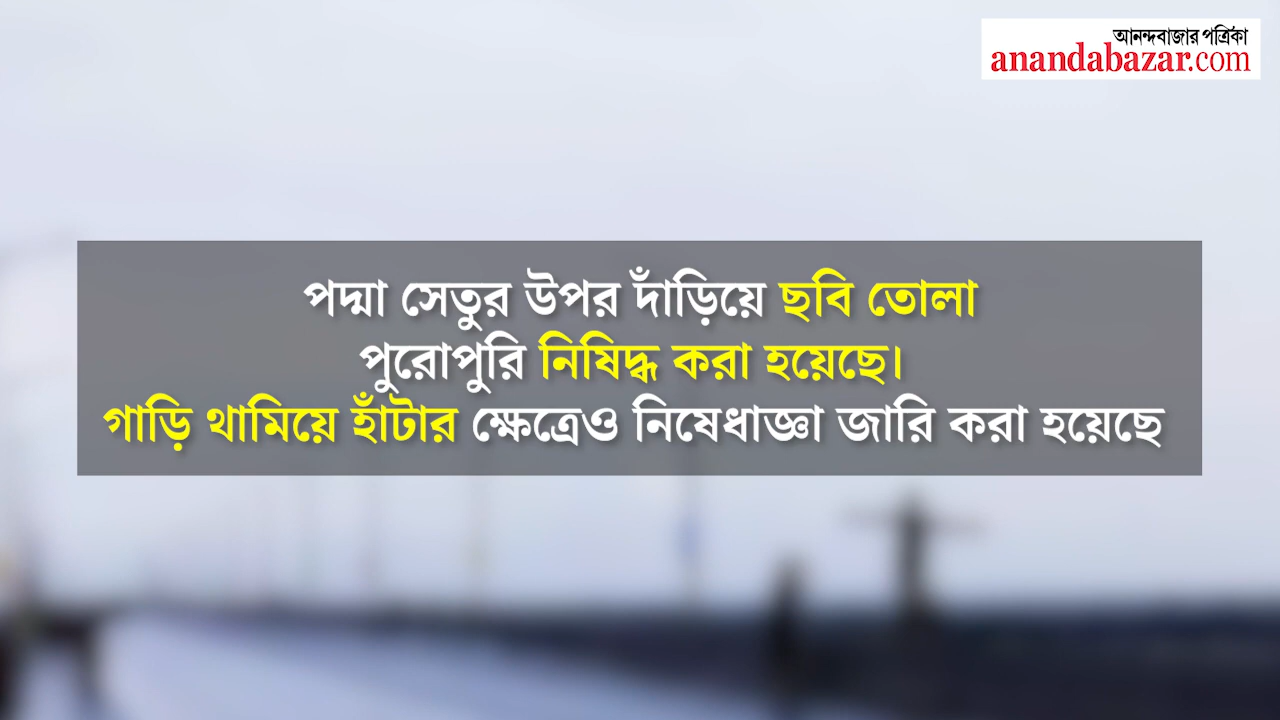 আনন্দবাজার পত্রিকা
anandabazar.com
পদ্মা সেতুর উপর দাঁড়িয়ে ছবি তোলা
পুরোপুরি নিষিদ্ধ করা হয়েছে।
গাড়ি থামিয়ে হাঁটার ক্ষেত্রেও নিষেধাজ্ঞা জারি করা হয়েছে